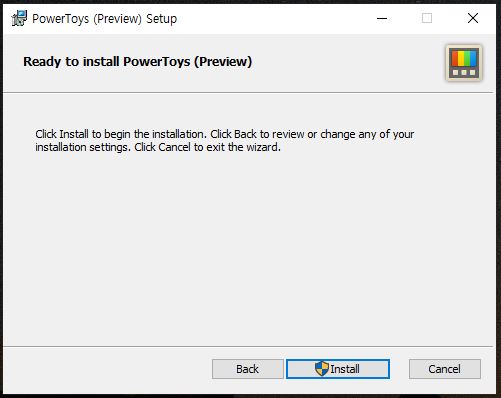 PowerToys (Preview) Setup
Ready to install PowerToys (Preview)
Click Install to begin the installation. Click Back to review or change any of your
installation settings. Click Cancel to exit the wizard.
Back Install Cancel